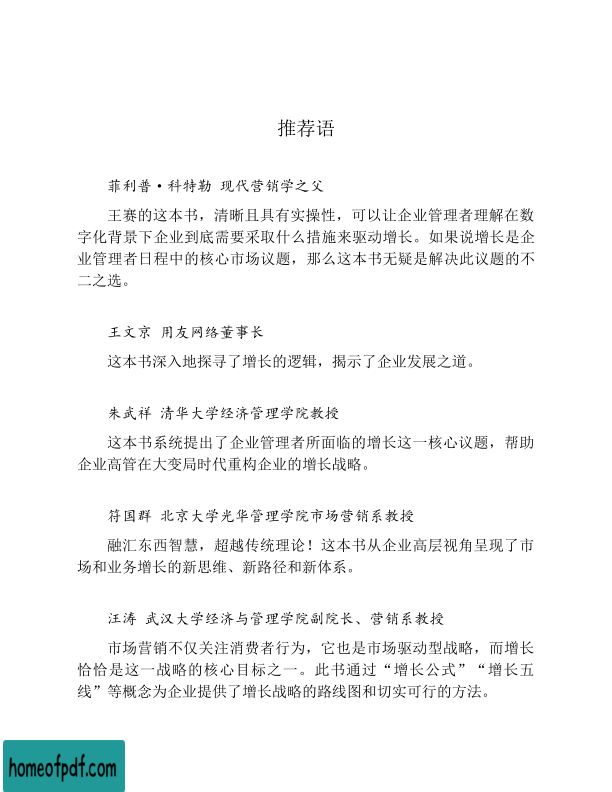 推荐语
菲利普·科特勒 现代营销学之父
王赛的这本书，清晰且具有实操性，可以让企业管理者理解在数
字化背景下企业到底需要采取什么措施来驱动增长。如果说增长是企
业管理者日程中的核心市场议题，那么这本书无疑是解决此议题的不
二之选。
王文京 用友网络董事长
这本书深入地探寻了增长的逻辑，揭示了企业发展之道。
朱武祥 清华大学经济管理学院教授
这本书系统提出了企业管理者所面临的增长这一核心议题，帮助
企业高管在大变局时代重构企业的增长战略。
符国群 北京大学光华管理学院市场营销系教授
融汇东西智慧，超越传统理论！这本书从企业高层视角呈现了市
场和业务增长的新思维、新路径和新体系。
汪涛 武汉大学经济与管理学院副院长、营销系教授
市场营销不仅关注消费者行为，它也是市场驱动型战略，而增长
恰恰是这一战略的核心目标之一。此书通过“增长公式”“增长五
线”等概念为企业提供了增长战略的路线图和切实可行的方法。
homeofpdf.com